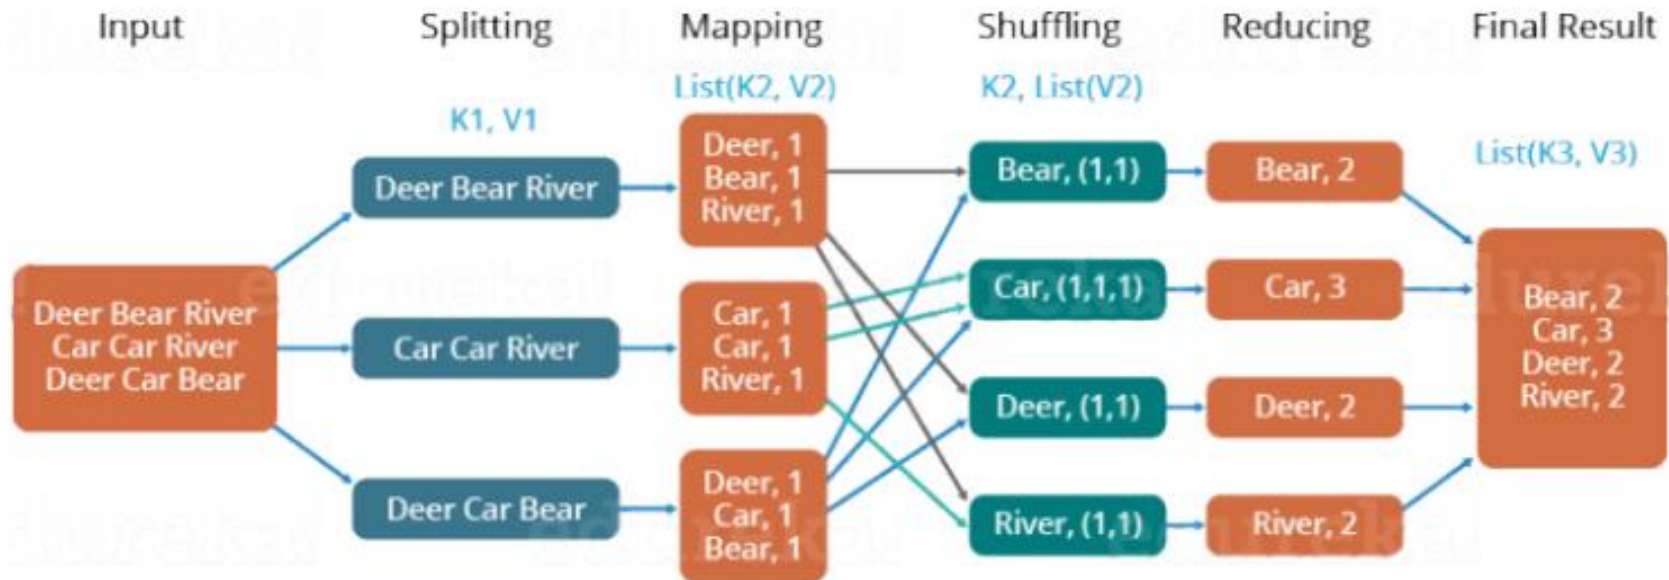 Input
Splitting
Mapping
Shuffling
Reducing
Final Result
K1, V1
List(K2, V2)
K2, List(V2)
List(K3, V3)
Deer Bear River
Car Car River
Deer Car Bear
Deer Bear River
Car Car River
Deer Car Bear
Deer, 1
Bear, 1
River, 1
Car, 1
Car, 1
River, 1
Deer, 1
Car, 1
Bear, 1
Bear, (1,1)
Car, (1,1,1)
Deer, (1,1)
River, (1,1)
Bear, 2
Car, 3
Deer, 2
River, 2
Bear, 2
Car, 3
Deer, 2
River, 2